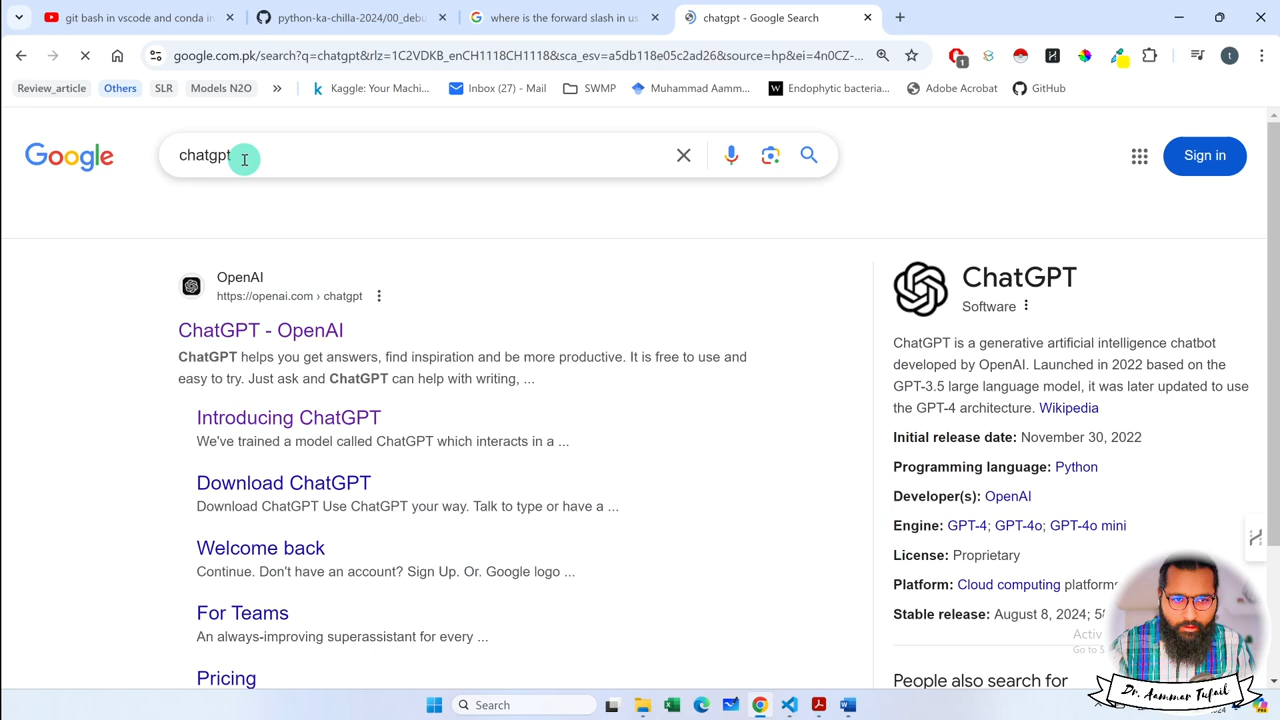 git bash in vscode and conda in
python-ka-chilla-2024/00_debu
where is the forward slash in us
chatgpt - Google Search
google.com.pk/search?q=chatgpt&rlz=1C2VDKB_enCH1118CH1118&sca_esv=a5db118e05c2ad26&source=hp&ei=4n0CZ-...
1
t
Review_article
Others
SLR
Models N2O
Kaggle: Your Machi...
Inbox (27) - Mail
SWMP
Muhammad Aamm...
W
Endophytic bacteria...
Adobe Acrobat
GitHub
Google
chatgpt
Sign in
OpenAI
https://openai.com › chatgpt
ChatGPT - OpenAI
ChatGPT helps you get answers, find inspiration and be more productive. It is free to use and
easy to try. Just ask and ChatGPT can help with writing, ...
Introducing ChatGPT
We've trained a model called ChatGPT which interacts in a ...
Download ChatGPT
Download ChatGPT Use ChatGPT your way. Talk to type or have a ...
Welcome back
Continue. Don't have an account? Sign Up. Or. Google logo ...
For Teams
An always-improving superassistant for every ...
Pricing
ChatGPT
Software
ChatGPT is a generative artificial intelligence chatbot
developed by OpenAI. Launched in 2022 based on the
GPT-3.5 large language model, it was later updated to use
the GPT-4 architecture. Wikipedia
Initial release date: November 30, 2022
Programming language: Python
Developer(s): OpenAI
Engine: GPT-4; GPT-4o; GPT-4o mini
License: Proprietary
Platform: Cloud computing platforms
Stable release: August 8, 2024;
Activ
Go to S
People also search for
Dr. Aammar Tufail
Search